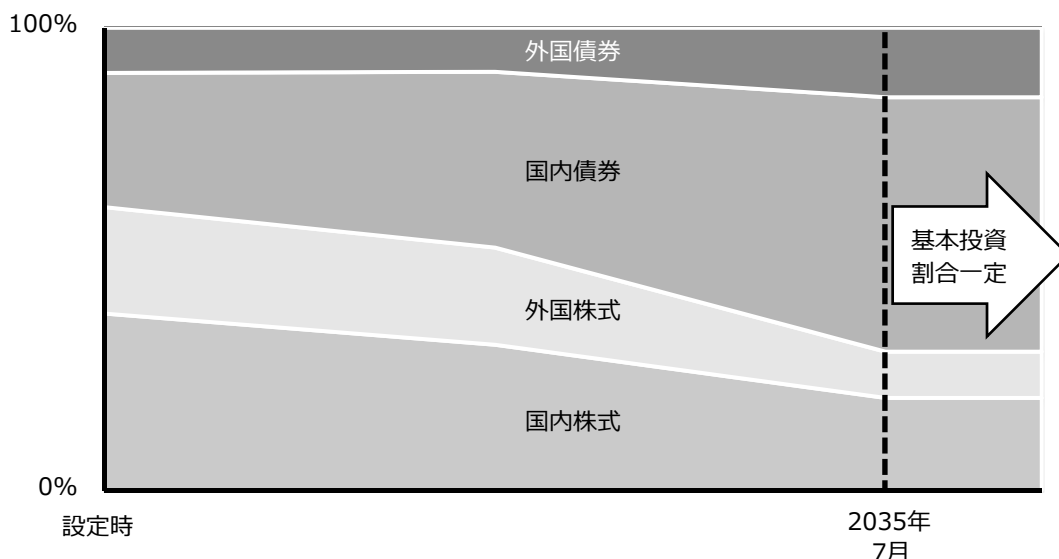 100%
外国債券
国内債券
基本投資
割合一定
外国株式
国内株式
0%
設定時
2035年
7月